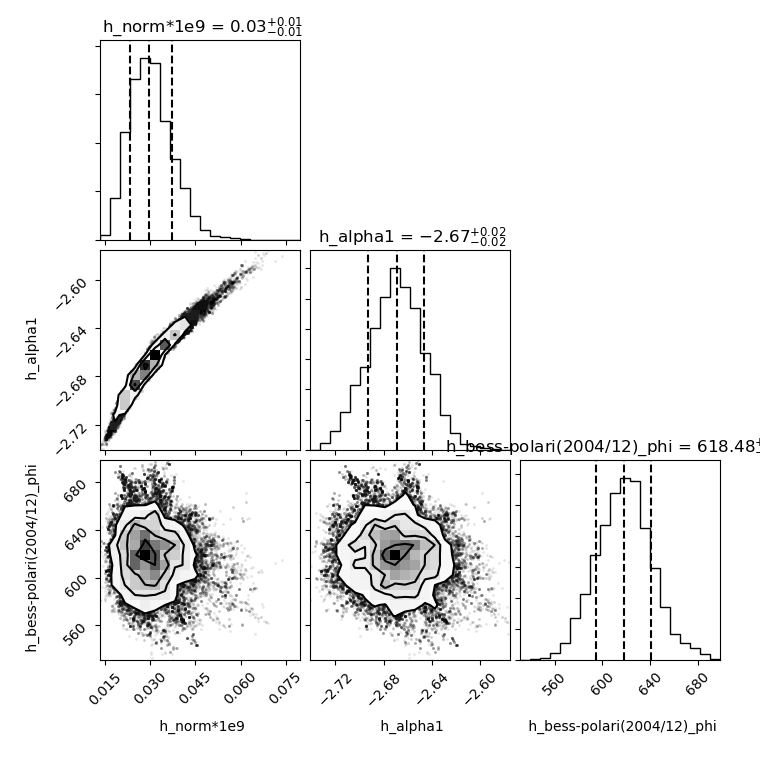 h_norm*1e9 = 0.03+0.01−0.01
h_alpha1 = −2.67+0.02−0.02
h_bess-polari(2004/12)_phi = 618.48
h_alpha1
−2.60
−2.64
−2.68
−2.72
h_bess-polari(2004/12)_phi
680
640
600
560
0.015
0.030
0.045
0.060
0.075
h_norm*1e9
−2.72
−2.68
−2.64
−2.60
h_alpha1
560
600
640
680
h_bess-polari(2004/12)_phi